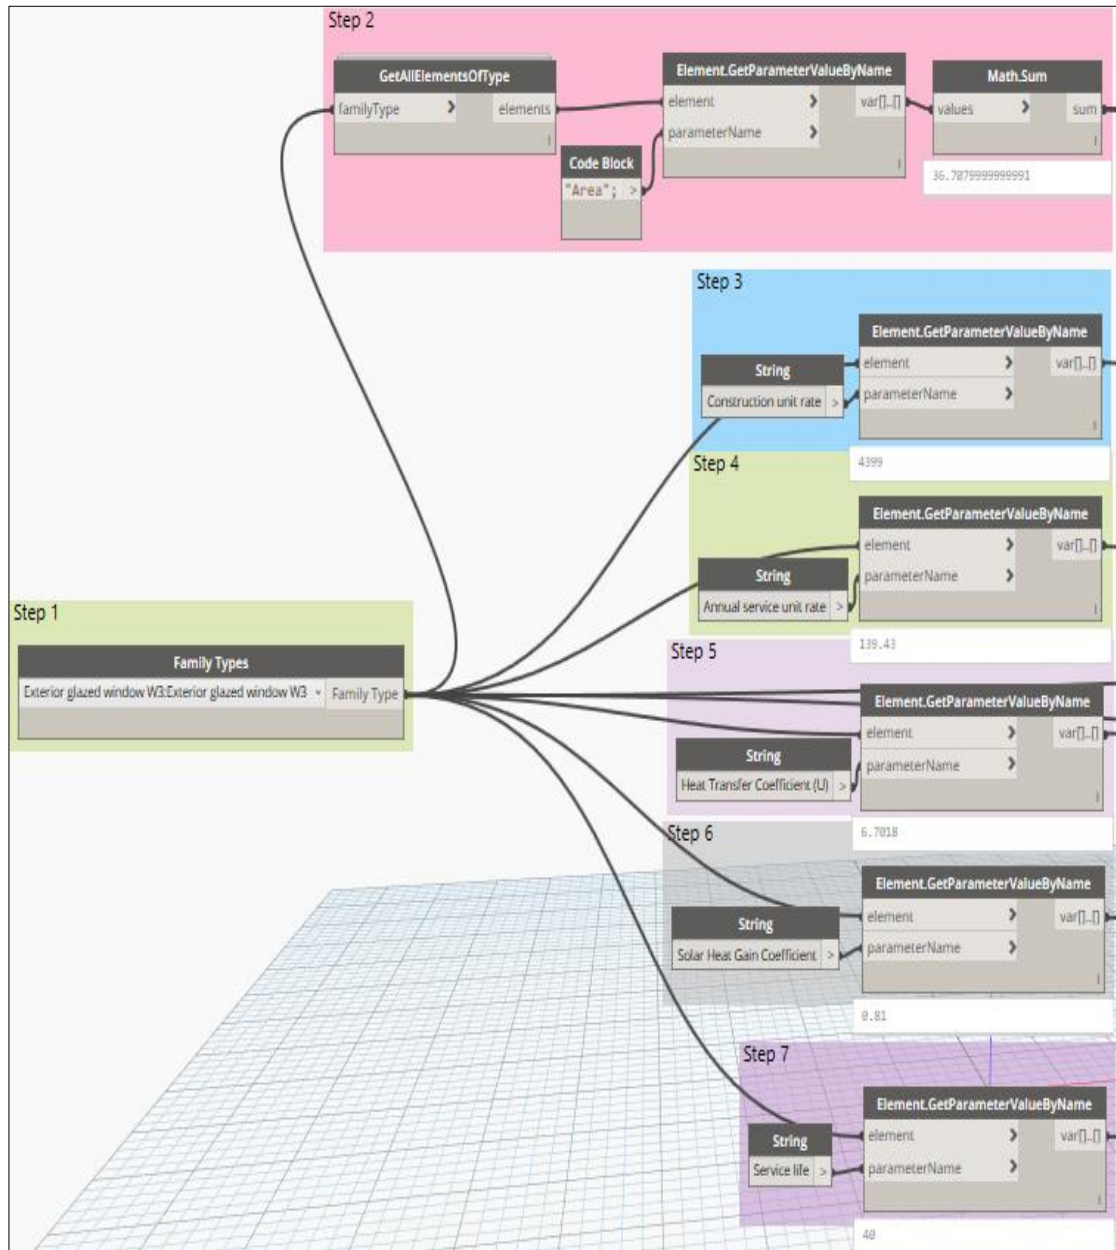 Step 2
GetAllElementsOfType
familyType > elements
Code Block
"Area"; >
Element.GetParameterValueByName
element > var[]..[]
parameterName >
Math.Sum
values > sum
36.7079999999991
Step 3
String
Construction unit rate >
Element.GetParameterValueByName
element > var[]..[]
parameterName >
4399
Step 4
String
Annual service unit rate >
Element.GetParameterValueByName
element > var[]..[]
parameterName >
139.43
Step 1
Family Types
Exterior glazed window W3:Exterior glazed window W3 Family Type
Step 5
String
Heat Transfer Coefficient (U) >
Element.GetParameterValueByName
element > var[]..[]
parameterName >
6.7018
Step 6
String
Solar Heat Gain Coefficient >
Element.GetParameterValueByName
element > var[]..[]
parameterName >
0.81
Step 7
String
Service life >
Element.GetParameterValueByName
element > var[]..[]
parameterName >
40